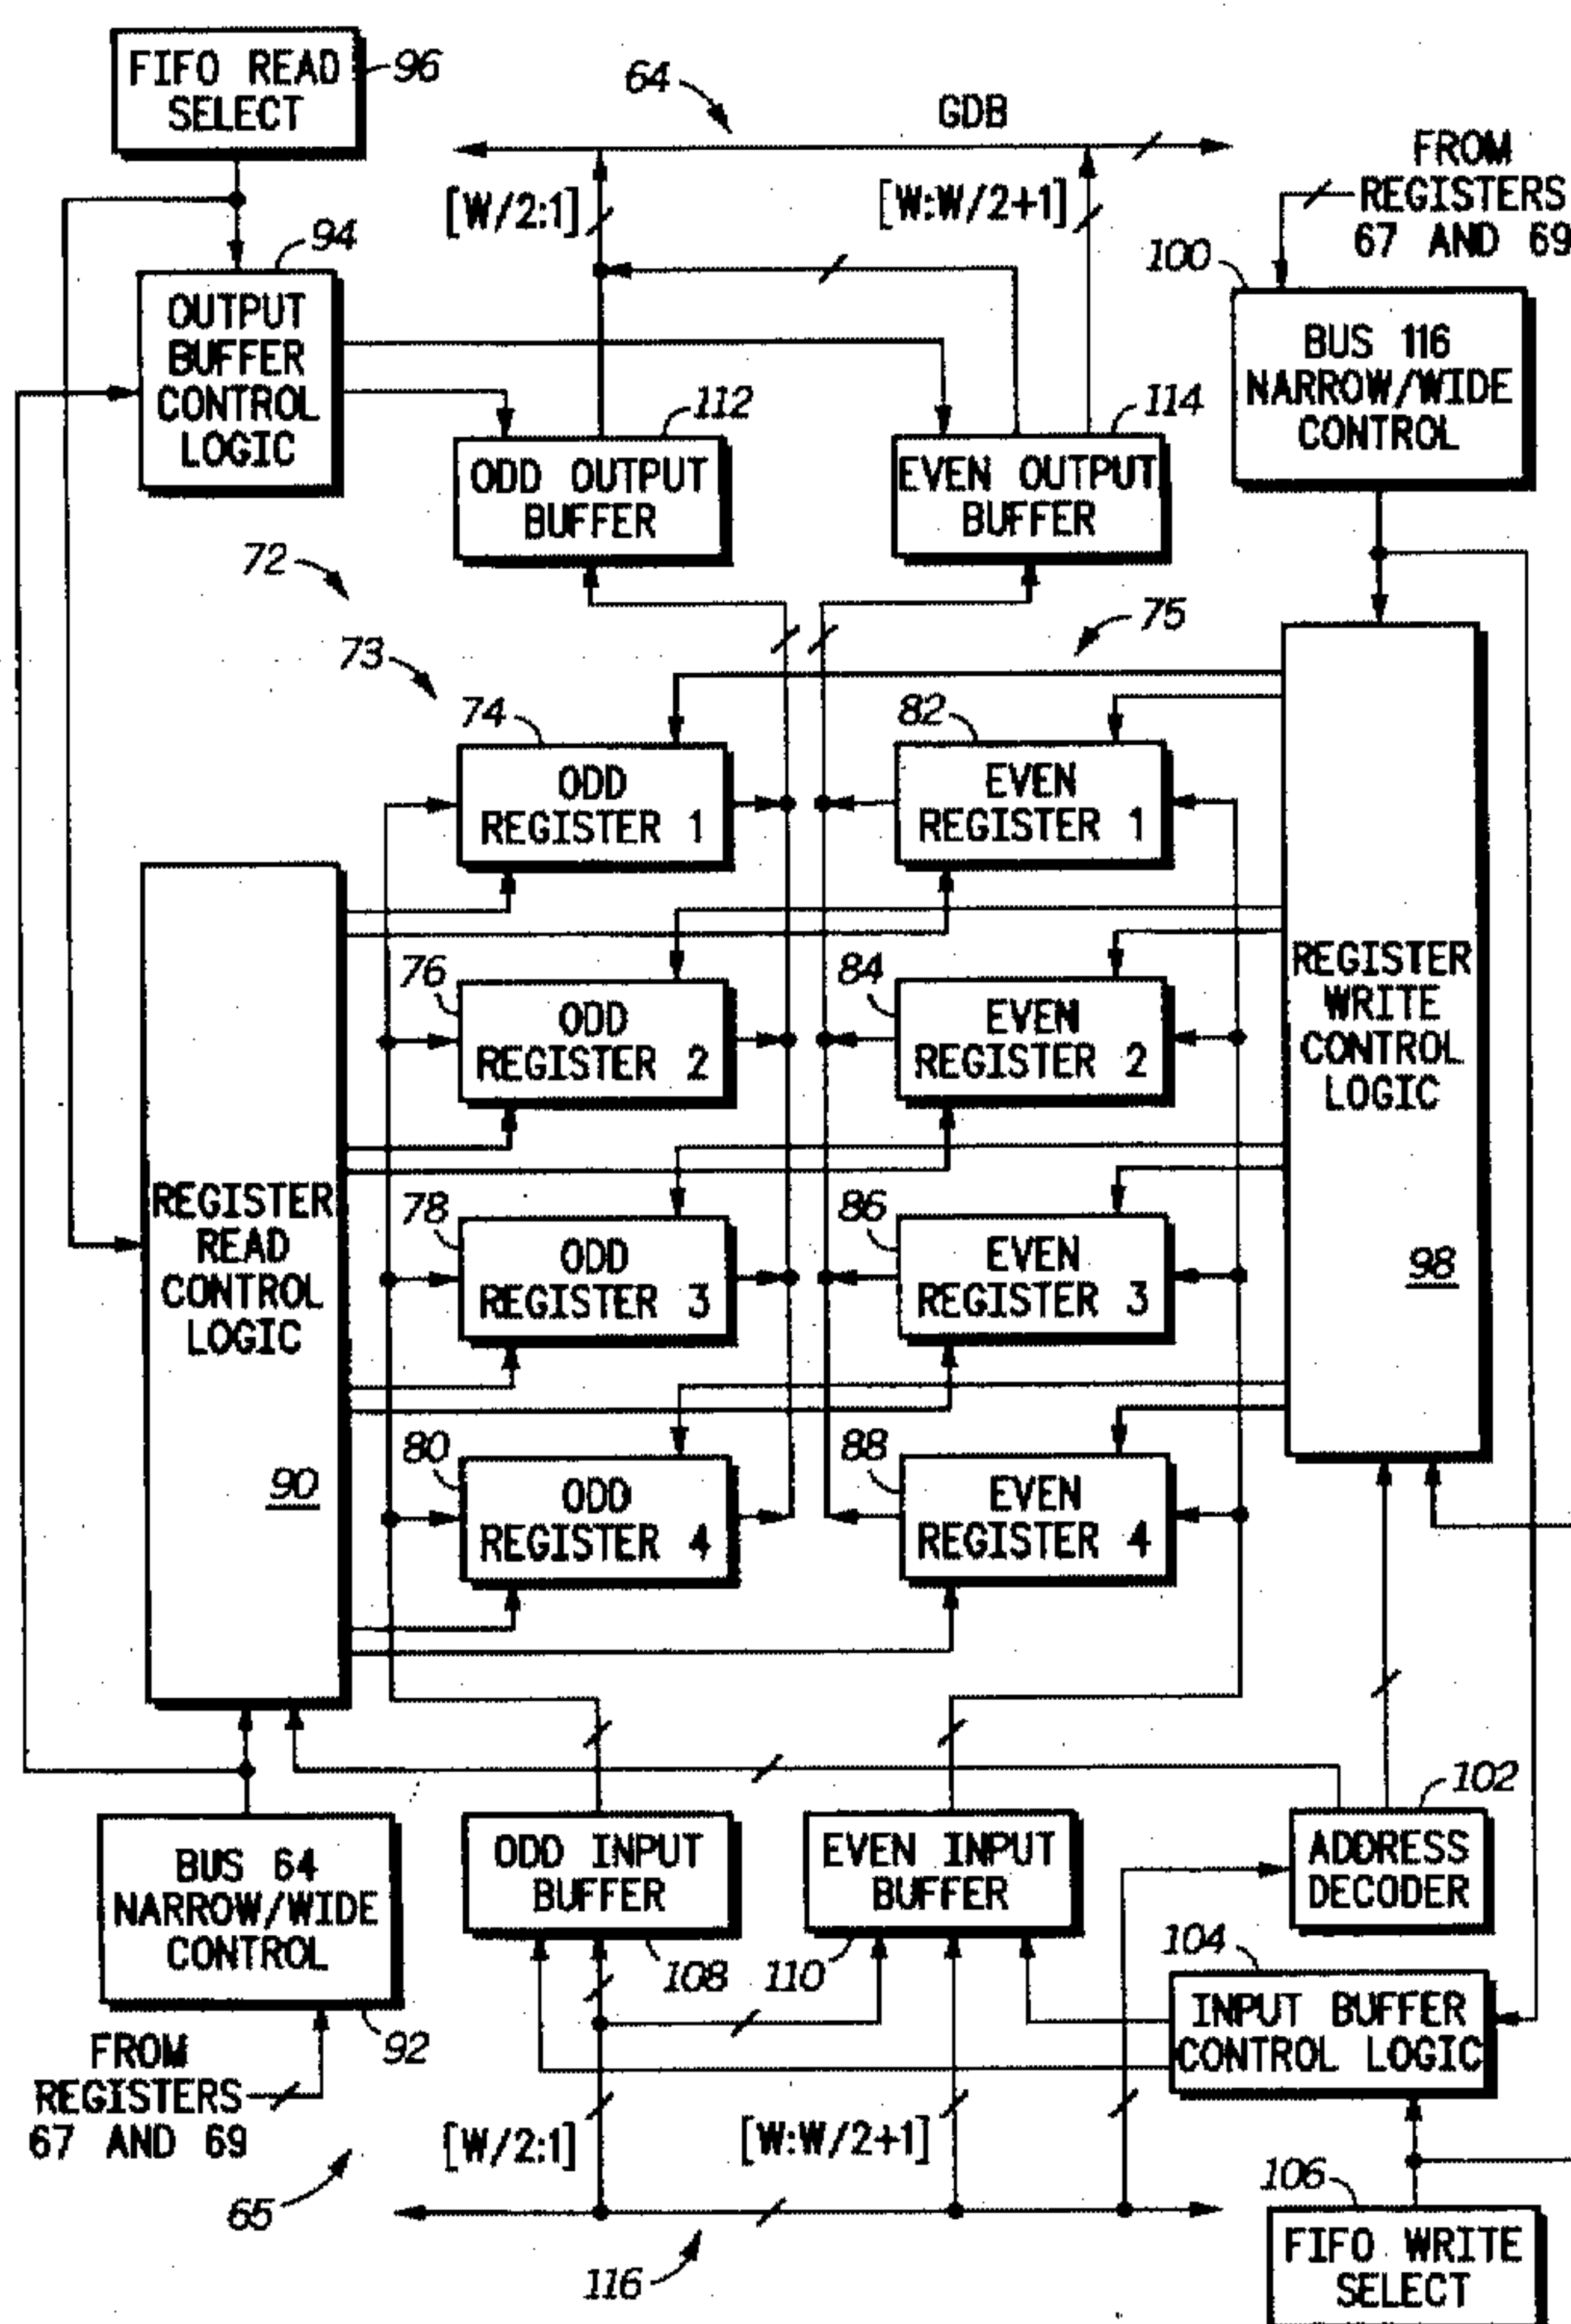 FIFO READ
SELECT
96
64
GDB
FROM
REGISTERS
67 AND 69
[W/2:1]
[W:W/2+1]
94
100
OUTPUT
BUFFER
CONTROL
LOGIC
BUS 116
NARROW/WIDE
CONTROL
112
114
ODD OUTPUT
BUFFER
EVEN OUTPUT
BUFFER
72
73
75
74
82
ODD
REGISTER 1
EVEN
REGISTER 1
76
84
ODD
REGISTER 2
EVEN
REGISTER 2
REGISTER
WRITE
CONTROL
LOGIC
98
REGISTER
READ
CONTROL
LOGIC
90
78
86
ODD
REGISTER 3
EVEN
REGISTER 3
80
88
ODD
REGISTER 4
EVEN
REGISTER 4
102
BUS 64
NARROW/WIDE
CONTROL
ODD INPUT
BUFFER
EVEN INPUT
BUFFER
ADDRESS
DECODER
108
110
104
92
INPUT BUFFER
CONTROL LOGIC
FROM
REGISTERS
67 AND 69
[W/2:1]
[W:W/2+1]
65
116
106
FIFO WRITE
SELECT